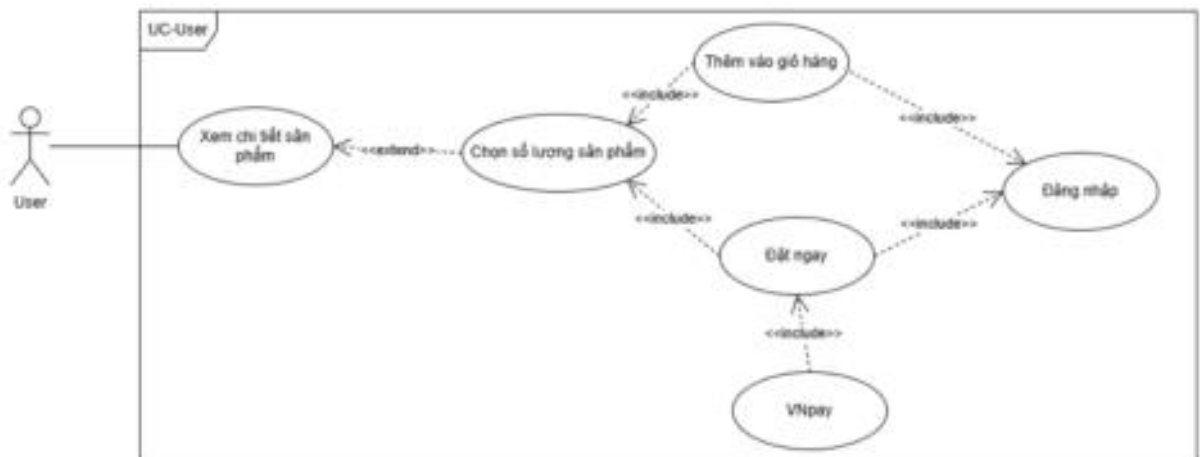 UC-User
Thêm vào giỏ hàng
<<include>>
<<include>>
Xem chi tiết sản
phẩm
<<extend>>
Chọn số lượng sản phẩm
User
Đăng nhập
<<include>>
<<include>>
Đặt ngay
<<include>>
VNpay